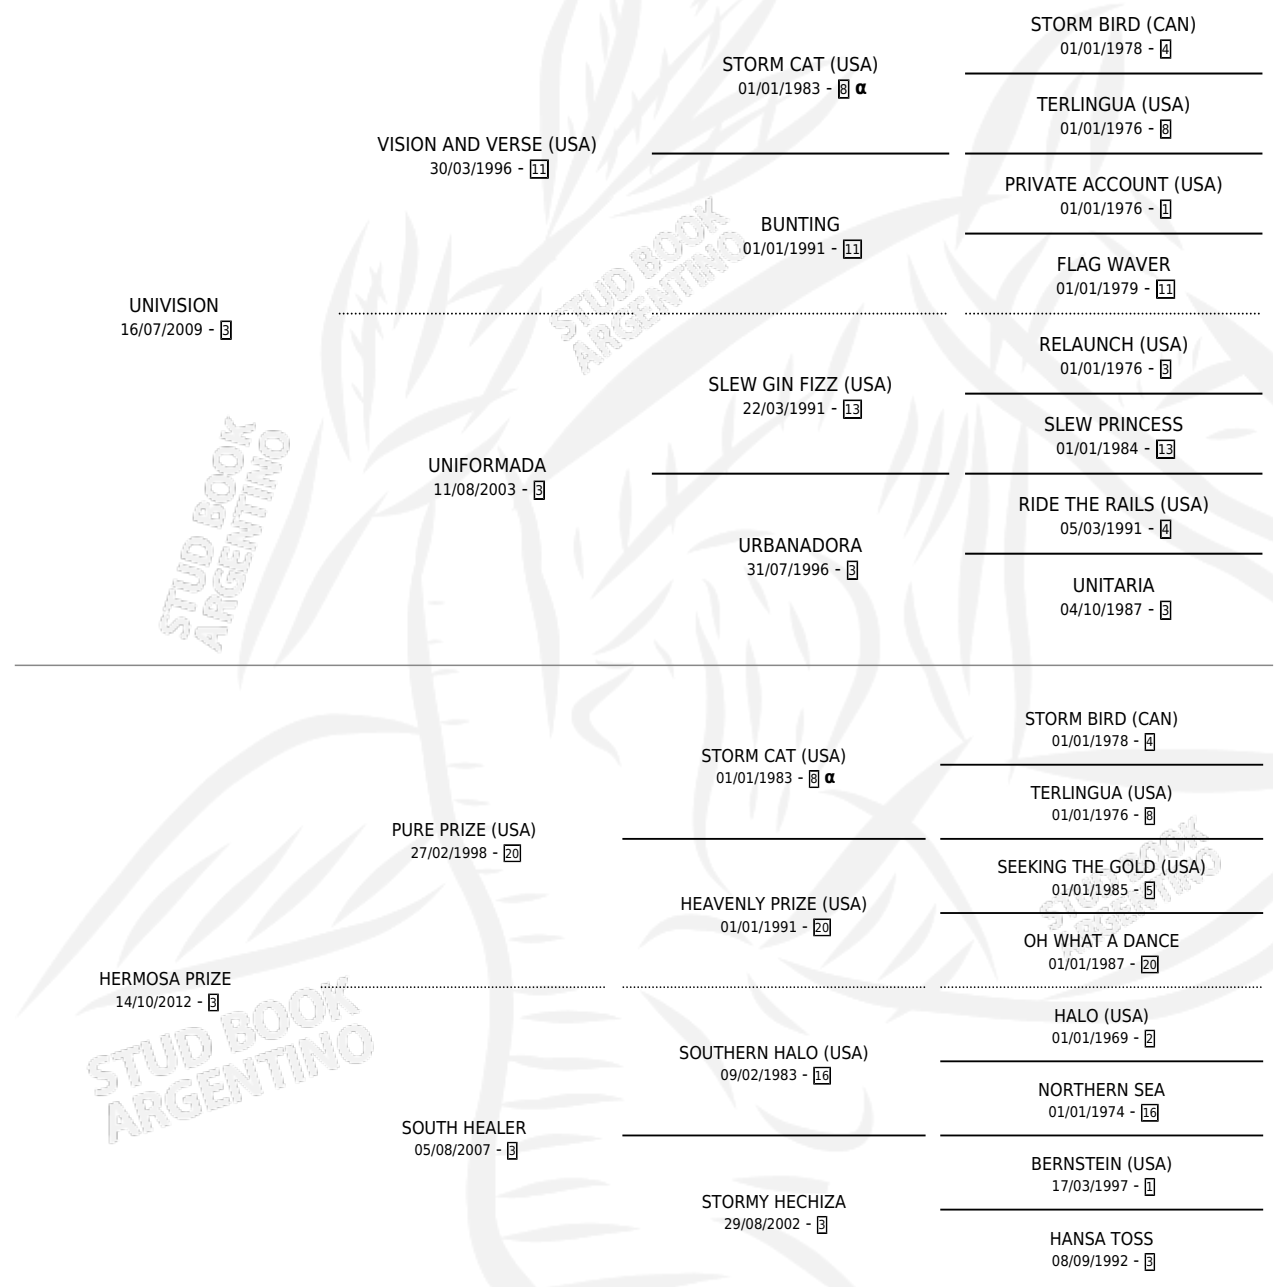 STORM BIRD (CAN)
01/01/1978 - 4
STORM CAT (USA)
01/01/1983 - 8 α
TERLINGUA (USA)
01/01/1976 - 8
VISION AND VERSE (USA)
30/03/1996 - 11
PRIVATE ACCOUNT (USA)
01/01/1976 - 1
BUNTING
01/01/1991 - 11
FLAG WAVER
01/01/1979 - 11
UNIVISION
16/07/2009 - 3
RELAUNCH (USA)
01/01/1976 - 3
SLEW GIN FIZZ (USA)
22/03/1991 - 13
SLEW PRINCESS
01/01/1984 - 13
UNIFORMADA
11/08/2003 - 3
RIDE THE RAILS (USA)
05/03/1991 - 4
URBANADORA
31/07/1996 - 3
UNITARIA
04/10/1987 - 3
STUD BOOK
ARGENTINO
STUD BOOK
ARGENTINO
STORM BIRD (CAN)
01/01/1978 - 4
STORM CAT (USA)
01/01/1983 - 8 α
TERLINGUA (USA)
01/01/1976 - 8
PURE PRIZE (USA)
27/02/1998 - 20
SEEKING THE GOLD (USA)
01/01/1985 - 5
HEAVENLY PRIZE (USA)
01/01/1991 - 20
OH WHAT A DANCE
01/01/1987 - 20
HERMOSA PRIZE
14/10/2012 - 3
HALO (USA)
01/01/1969 - 2
SOUTHERN HALO (USA)
09/02/1983 - 16
NORTHERN SEA
01/01/1974 - 16
SOUTH HEALER
05/08/2007 - 3
BERNSTEIN (USA)
17/03/1997 - 1
STORMY HECHIZA
29/08/2002 - 3
HANSA TOSS
08/09/1992 - 3
STUD BOOK
ARGENTINO
STUD BOOK
ARGENTINO